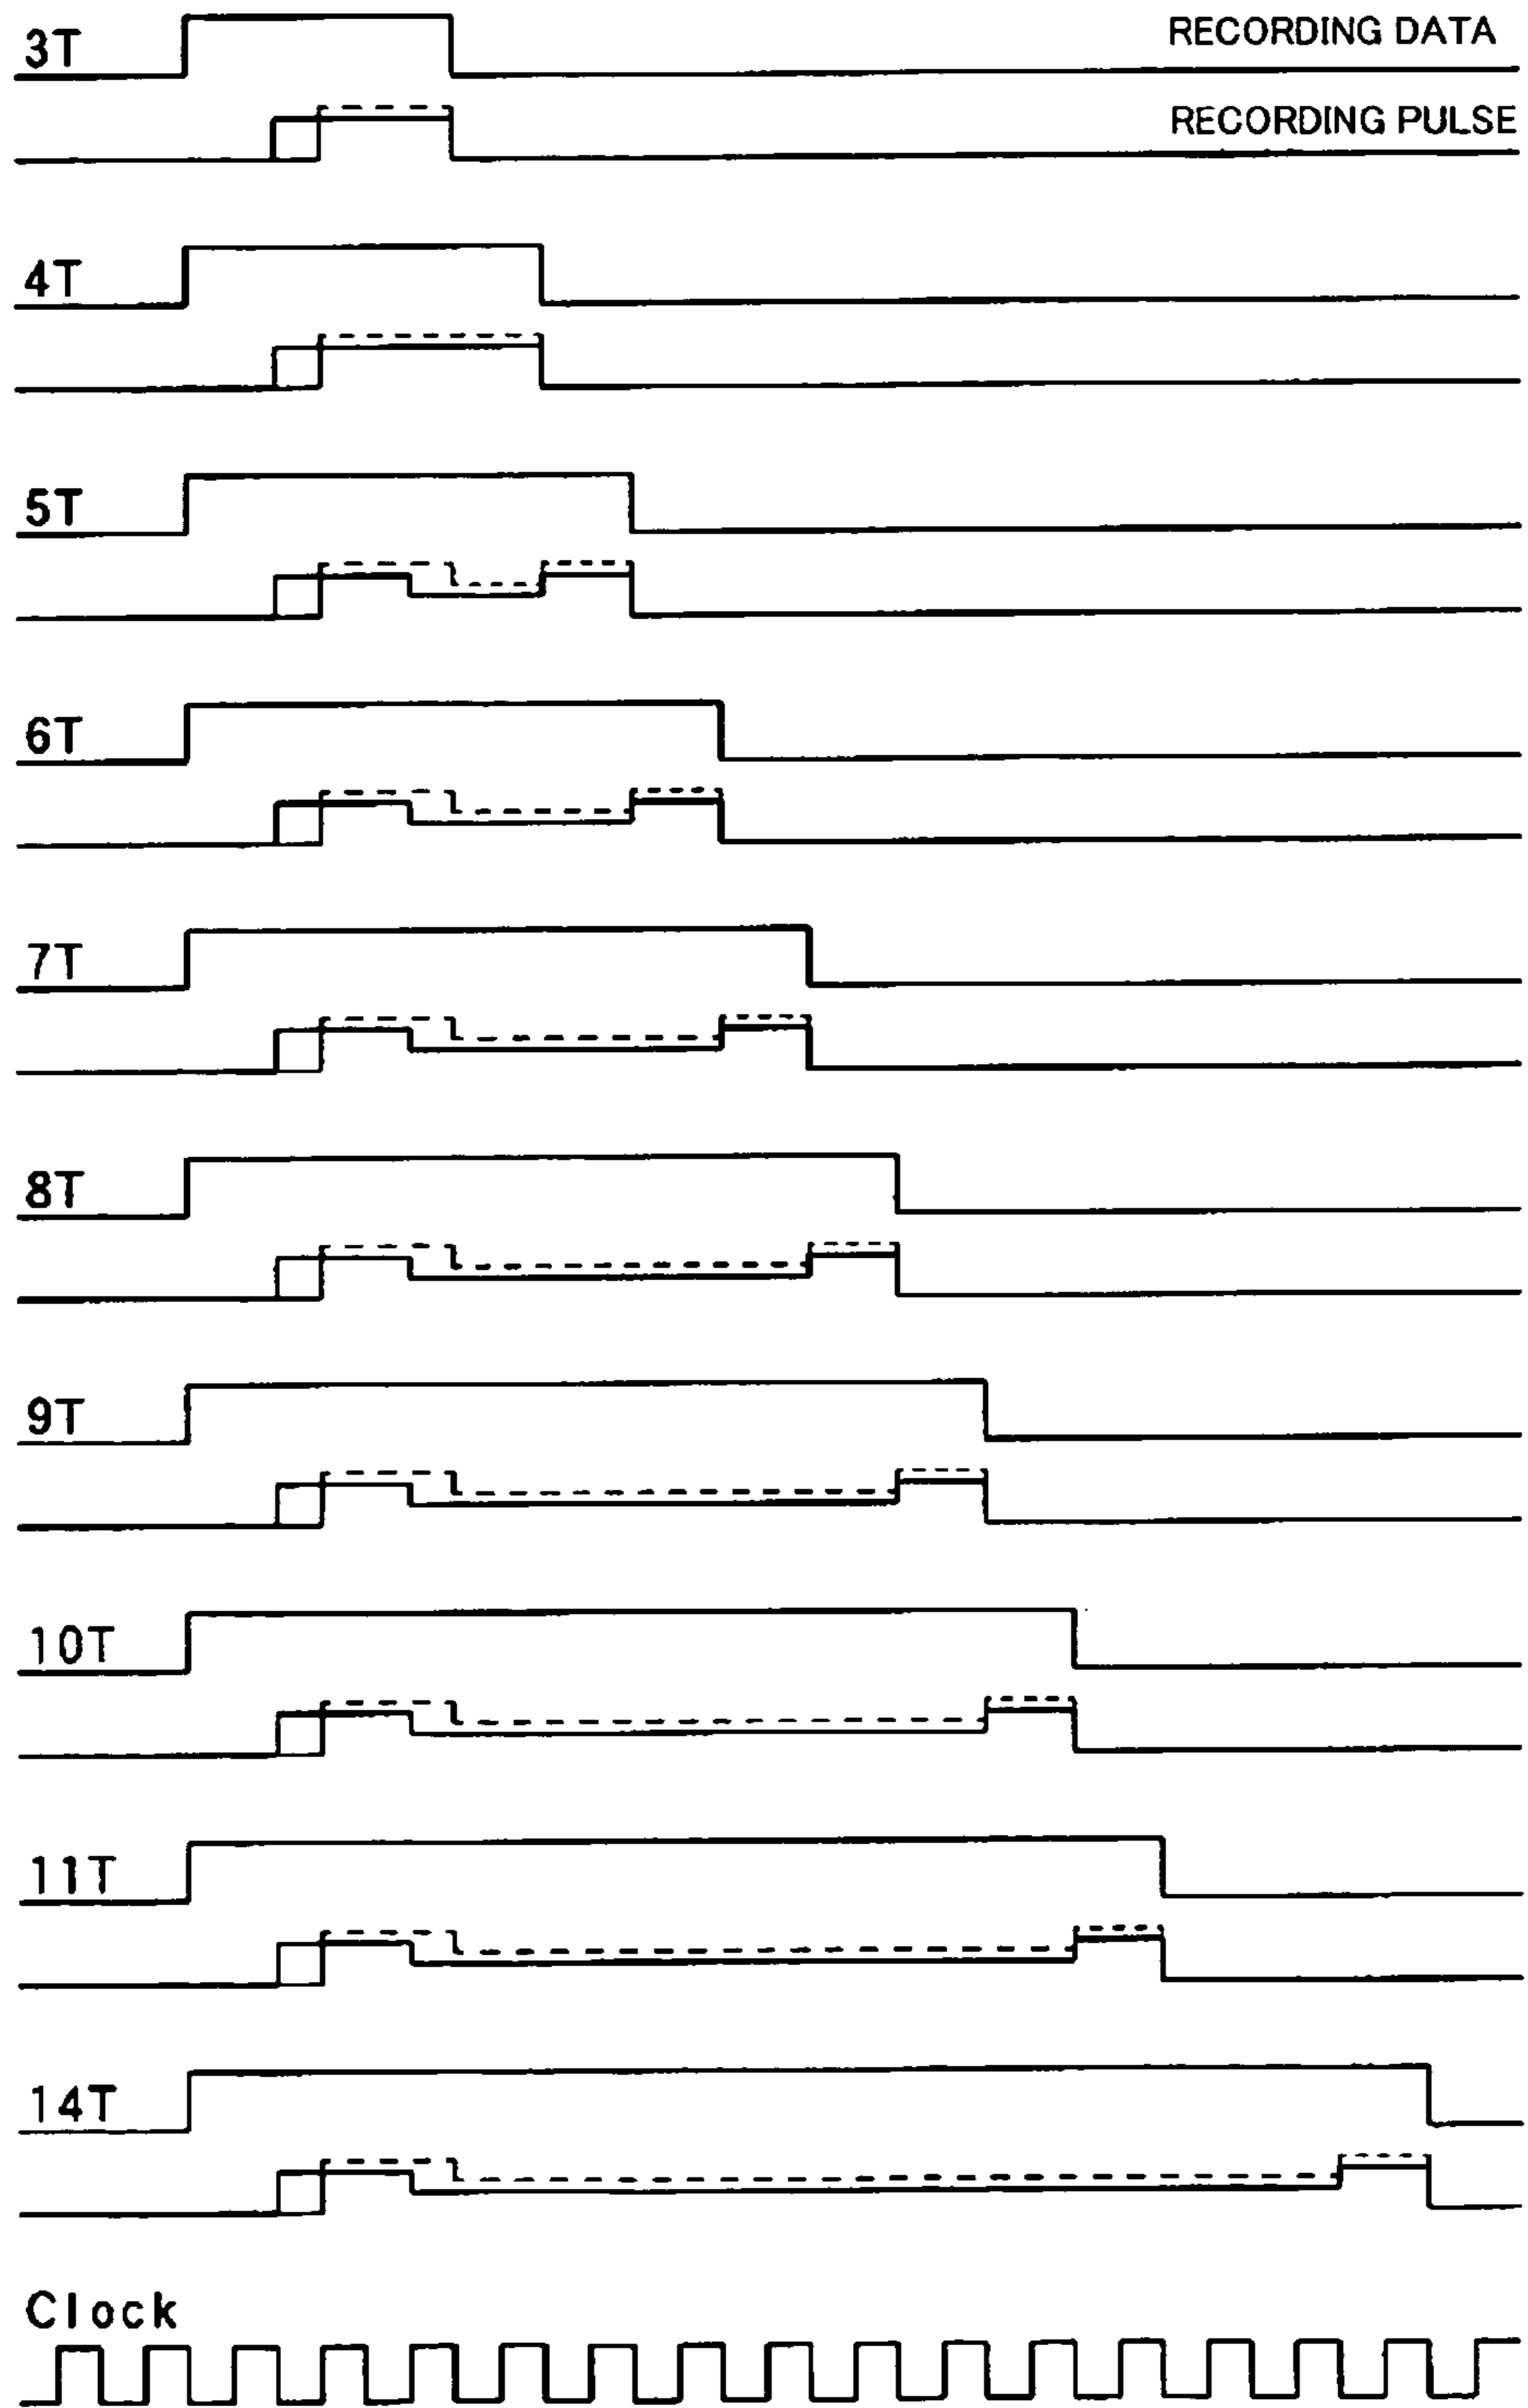 3T
RECORDING DATA
RECORDING PULSE
4T
5T
6T
7T
8T
9T
10T
11T
14T
Clock